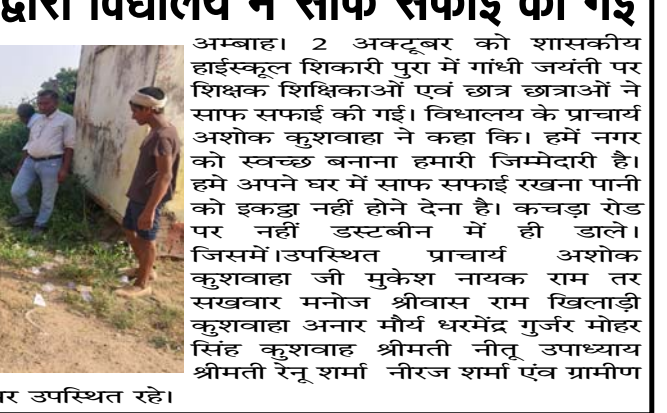 द्वारा विधालय में साफ सफाई की गई
अम्बाह। 2 अक्टूबर को शासकीय
हाईस्कूल शिकारी पुरा में गांधी जयंती पर
शिक्षक शिक्षिकाओं एवं छात्र छात्राओं ने
साफ सफाई की गई। विधालय के प्राचार्य
अशोक कुशवाहा ने कहा कि। हमें नगर
को स्वच्छ बनाना हमारी जिम्मेदारी है।
हमे अपने घर में साफ सफाई रखना पानी
को इकट्ठा नहीं होने देना है। कचड़ा रोड
पर नहीं डस्टबीन में ही डाले।
जिसमें।उपस्थित प्राचार्य अशोक
कुशवाहा जी मुकेश नायक राम तर
सखवार मनोज श्रीवास राम खिलाड़ी
कुशवाहा अनार मौर्य धरमेंद्र गुर्जर मोहर
सिंह कुशवाह श्रीमती नीतू उपाध्याय
श्रीमती रेनू शर्मा नीरज शर्मा एंव ग्रामीण
उपस्थित रहे।